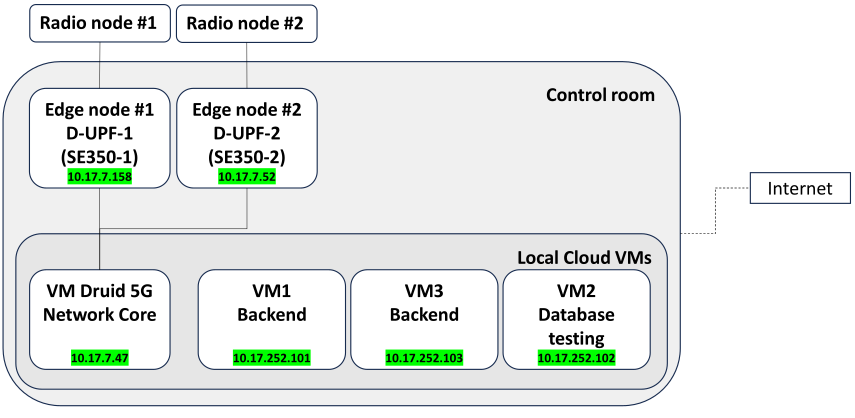 Radio node #1
Radio node #2
Control room
Edge node #1
D-UPF-1
(SE350-1)
10.17.7.158
Edge node #2
D-UPF-2
(SE350-2)
10.17.7.52
Internet
Local Cloud VMs
VM Druid 5G
Network Core
10.17.7.47
VM1
Backend
10.17.252.101
VM3
Backend
10.17.252.103
VM2
Database
testing
10.17.252.102